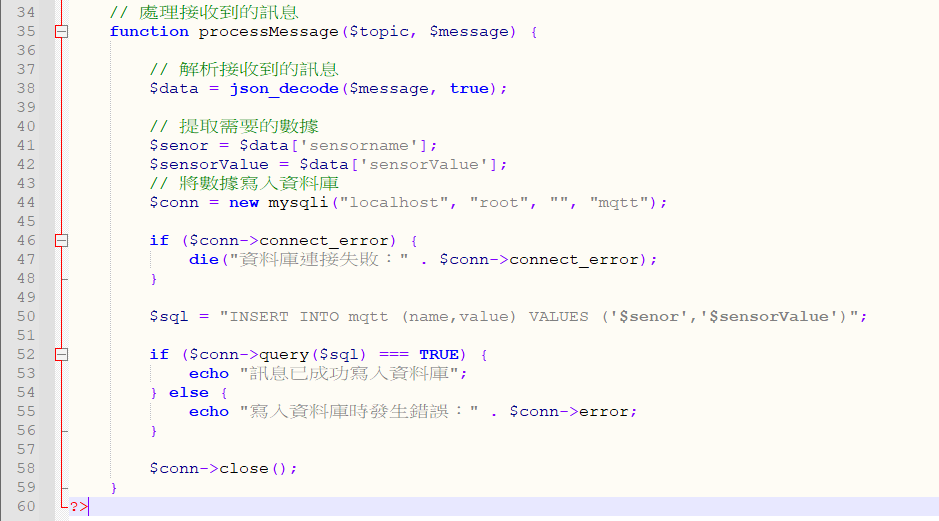 34 // 處理接收到的訊息
35 function processMessage($topic, $message) {
36
37 // 解析接收到的訊息
38 $data = json_decode($message, true);
39
40 // 提取需要的數據
41 $senor = $data['sensorname'];
42 $sensorValue = $data['sensorValue'];
43 // 將數據寫入資料庫
44 $conn = new mysqli("localhost", "root", "", "mqtt");
45
46 if ($conn->connect_error) {
47 die("資料庫連接失敗：" . $conn->connect_error);
48 }
49
50 $sql = "INSERT INTO mqtt (name,value) VALUES ('$senor','$sensorValue')";
51
52 if ($conn->query($sql) === TRUE) {
53 echo "訊息已成功寫入資料庫";
54 } else {
55 echo "寫入資料庫時發生錯誤：" . $conn->error;
56 }
57
58 $conn->close();
59 }
60 ?>